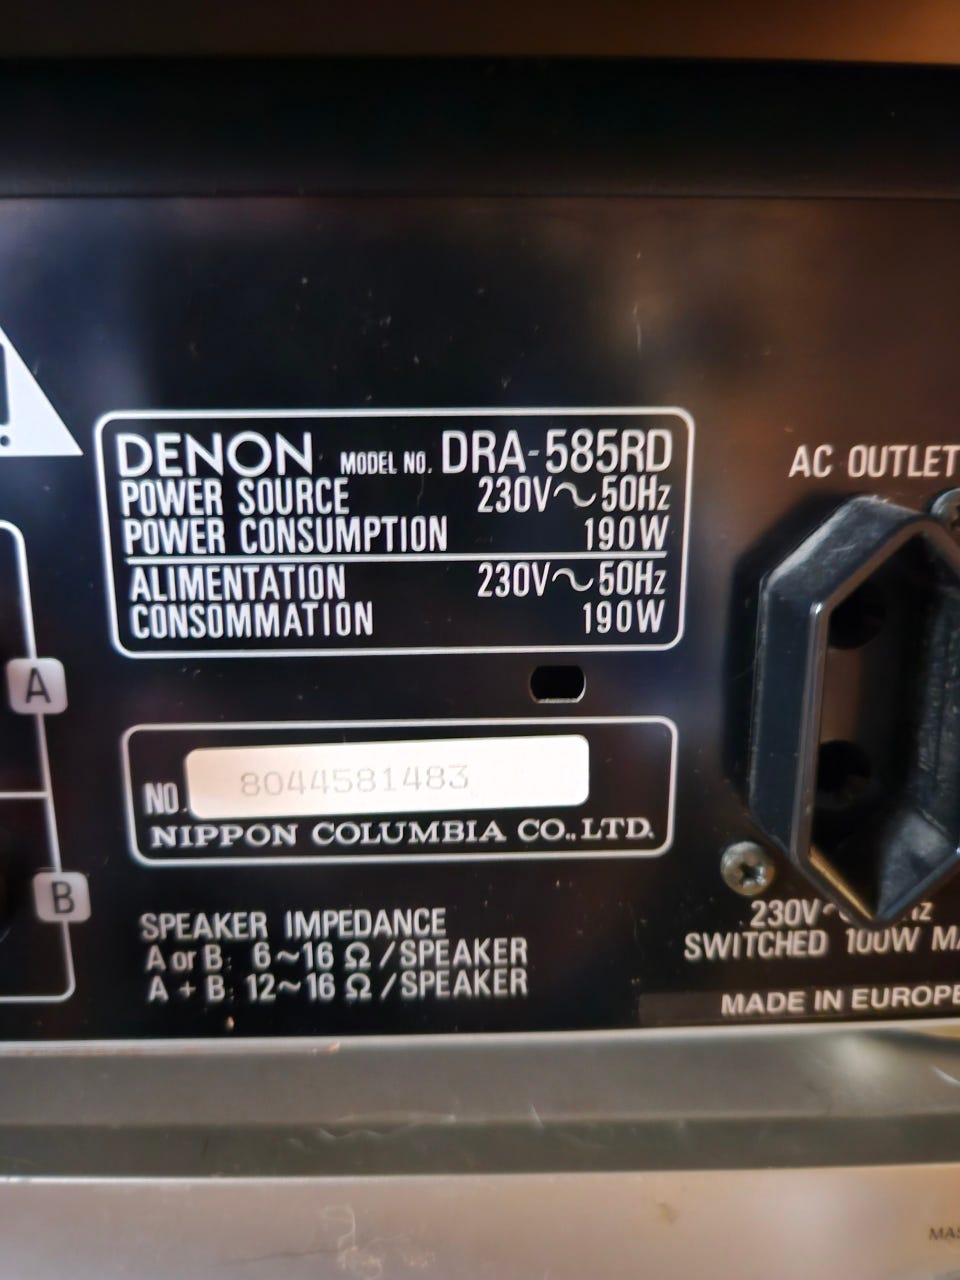 DENON MODEL NO. DRA-585RD
POWER SOURCE 230V～50Hz
POWER CONSUMPTION 190W
ALIMENTATION 230V～50Hz
CONSOMMATION 190W
AC OUTLET
A
NO. 8044581483
NIPPON COLUMBIA CO.,LTD.
B
SPEAKER IMPEDANCE
A or B: 6~16 Ω/SPEAKER
A + B: 12~16 Ω/SPEAKER
230V~
SWITCHED 100W
MADE IN EUROPE